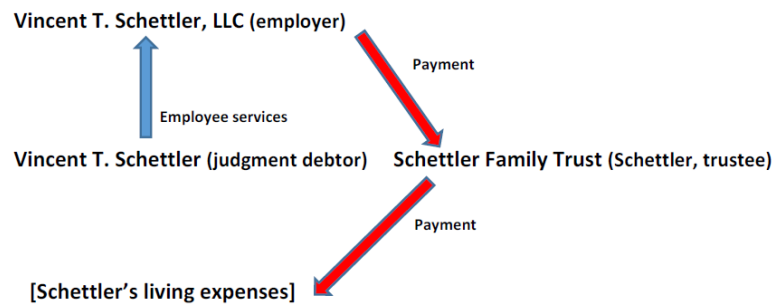 Vincent T. Schettler, LLC (employer)
Payment
Employee services
Vincent T. Schettler (judgment debtor) Schettler Family Trust (Schettler, trustee)
Payment
[Schettler’s living expenses]